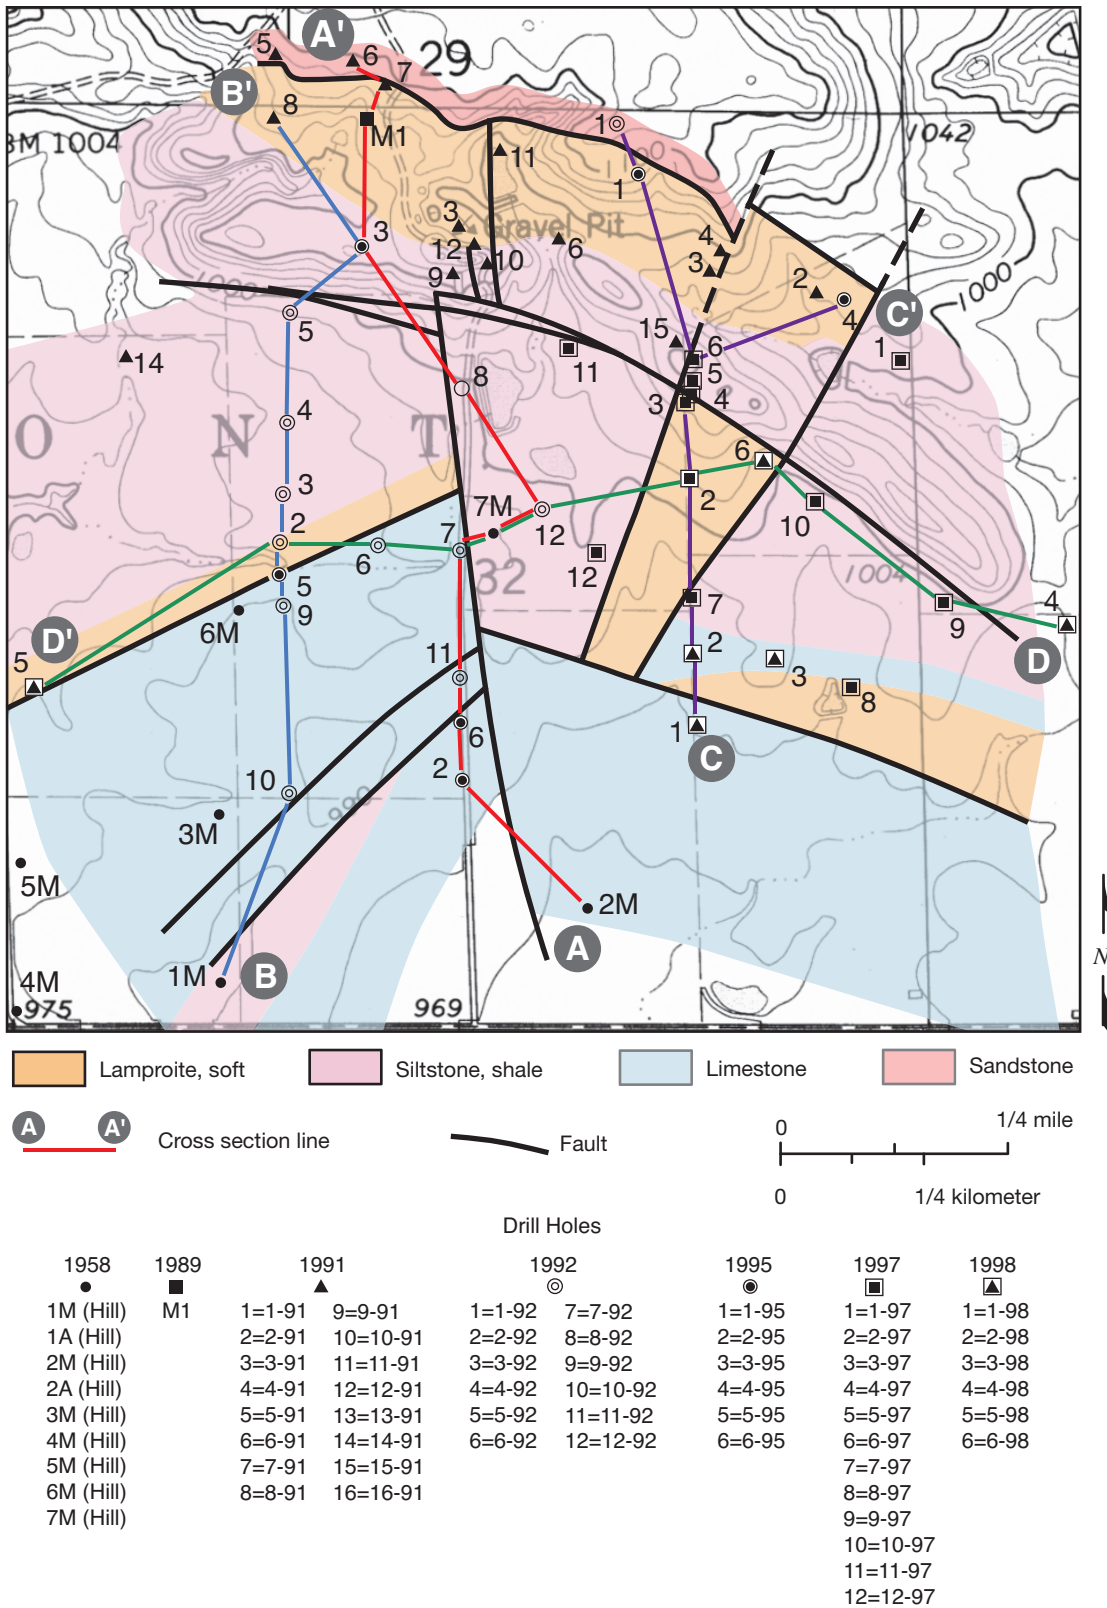 A'
5
6
29
7
B'
8
M1
1
1042
3M 1004
11
1000
1
3
Gravel Pit
4
3
12
6
10
3
9
2
4
C'
1000
5
15
6
1
14
11
8
5
3
4
O N T
4
6
3
2
7M
10
2
7
12
5
6
32
12
1004
9
7
9
4
6M
D'
2
D
5
11
3
8
1
6
C
2
10
990
3M
5M
2M
A
1M
B
4M
975
969
N
Lamproite, soft
Siltstone, shale
Limestone
Sandstone
A A'
Cross section line
Fault
0 1/4 mile
0 1/4 kilometer
Drill Holes
1958 1989 1991 1992 1995 1997 1998
1M (Hill) M1 1=1-91 9=9-91 1=1-92 7=7-92 1=1-95 1=1-97 1=1-98
1A (Hill) 2=2-91 10=10-91 2=2-92 8=8-92 2=2-95 2=2-97 2=2-98
2M (Hill) 3=3-91 11=11-91 3=3-92 9=9-92 3=3-95 3=3-97 3=3-98
2A (Hill) 4=4-91 12=12-91 4=4-92 10=10-92 4=4-95 4=4-97 4=4-98
3M (Hill) 5=5-91 13=13-91 5=5-92 11=11-92 5=5-95 5=5-97 5=5-98
4M (Hill) 6=6-91 14=14-91 6=6-92 12=12-92 6=6-95 6=6-97 6=6-98
5M (Hill) 7=7-91 15=15-91 7=7-97
6M (Hill) 8=8-91 16=16-91 8=8-97
7M (Hill) 9=9-97
10=10-97
11=11-97
12=12-97